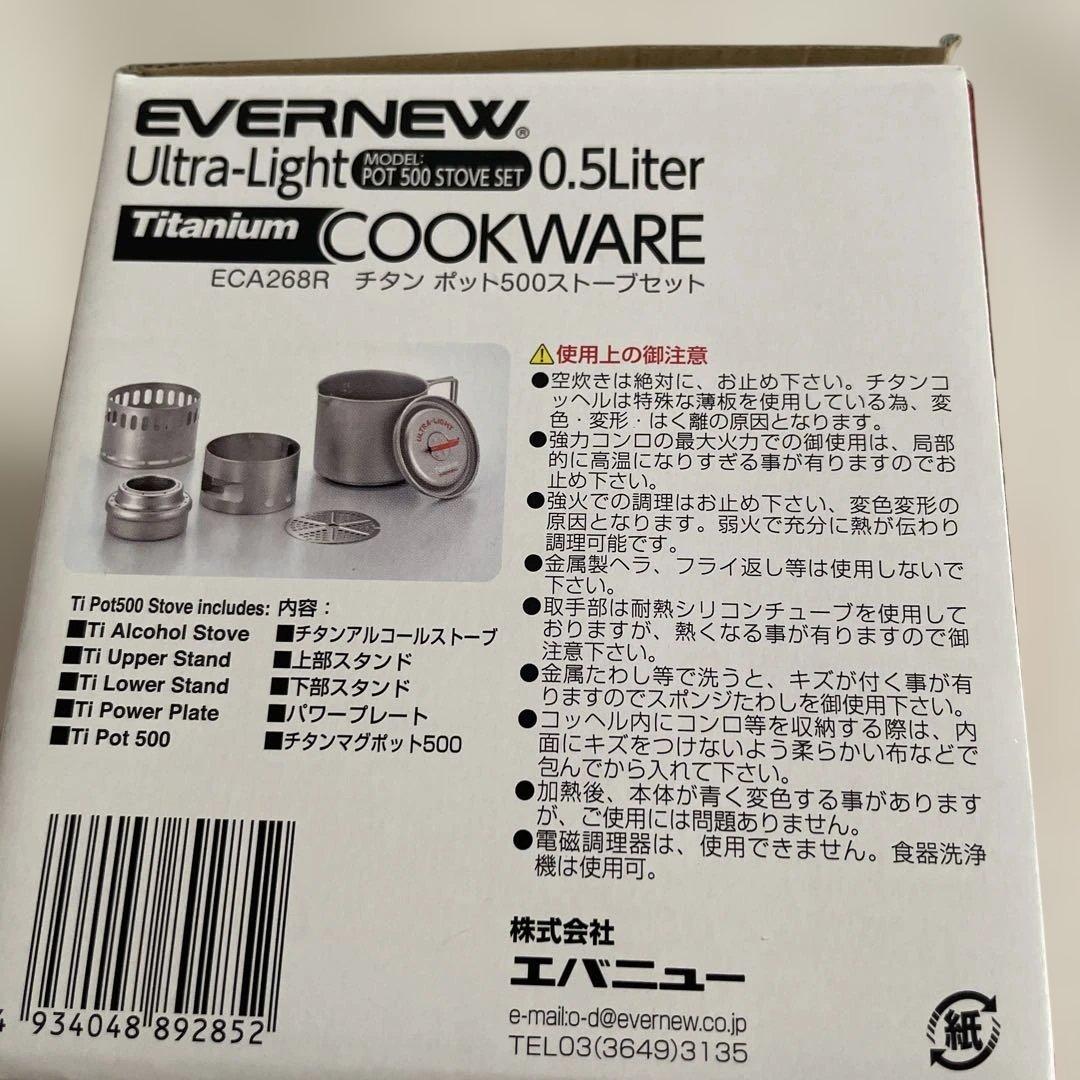 EVERNEW®
Ultra-Light MODEL: POT 500 STOVE SET 0.5Liter
Titanium COOKWARE
ECA268R チタン ポット500ストーブセット
ULTRA-LIGHT
Ti Pot500 Stove includes: 内容：
■Ti Alcohol Stove ■チタンアルコールストーブ
■Ti Upper Stand ■上部スタンド
■Ti Lower Stand ■下部スタンド
■Ti Power Plate ■パワープレート
■Ti Pot 500 ■チタンマグポット500
⚠使用上の御注意
●空炊きは絶対に、お止め下さい。チタンコ
ッヘルは特殊な薄板を使用している為、変
色・変形・はく離の原因となります。
●強力コンロの最大火力での御使用は、局部
的に高温になりすぎる事が有りますのでお
止め下さい。
●強火での調理はお止め下さい、変色変形の
原因となります。弱火で充分に熱が伝わり
調理可能です。
●金属製ヘラ、フライ返し等は使用しないで
下さい。
●取手部は耐熱シリコンチューブを使用して
おりますが、熱くなる事が有りますので御
注意下さい。
●金属たわし等で洗うと、キズが付く事が有
りますのでスポンジたわしを御使用下さい。
●コッヘル内にコンロ等を収納する際は、内
面にキズをつけないよう柔らかい布などで
包んでから入れて下さい。
●加熱後、本体が青く変色する事があります
が、ご使用には問題ありません。
●電磁調理器は、使用できません。食器洗浄
機は使用可。
4 934048 892852
株式会社
エバニュー
e-mail:o-d@evernew.co.jp
TEL03(3649)3135
紙